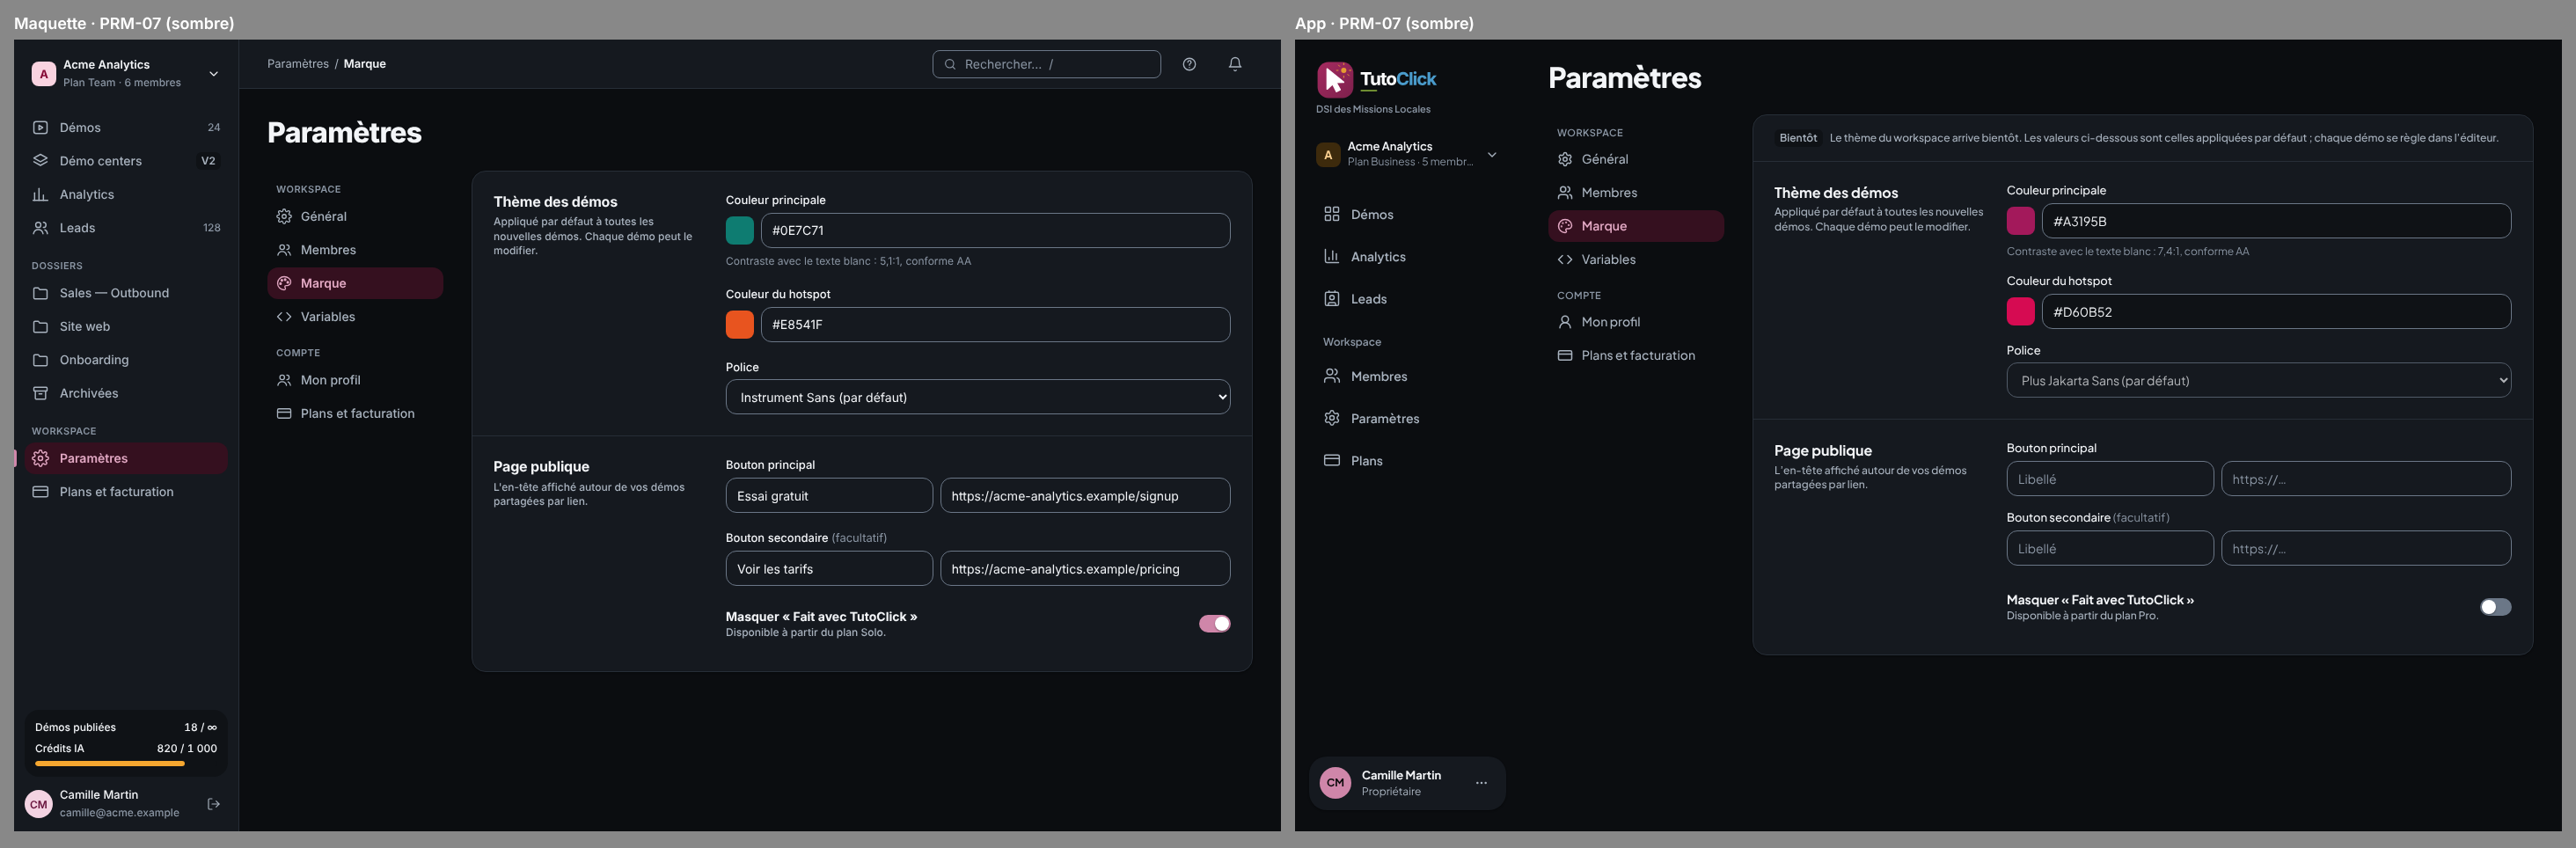 Maquette · PRM-07 (sombre)
Acme Analytics
Plan Team · 6 membres
Démos 24
Démo centers V2
Analytics
Leads 128
DOSSIERS
Sales — Outbound
Site web
Onboarding
Archivées
WORKSPACE
Paramètres
Plans et facturation
Démos publiées 18 / ∞
Crédits IA 820 / 1 000
CM Camille Martin
camille@acme.example
Paramètres / Marque
Rechercher... /
Paramètres
WORKSPACE
Général
Membres
Marque
Variables
COMPTE
Mon profil
Plans et facturation
Thème des démos
Appliqué par défaut à toutes les
nouvelles démos. Chaque démo peut le
modifier.
Couleur principale
#0E7C71
Contraste avec le texte blanc : 5,1:1, conforme AA
Couleur du hotspot
#E8541F
Police
Instrument Sans (par défaut)
Page publique
L'en-tête affiché autour de vos démos
partagées par lien.
Bouton principal
Essai gratuit https://acme-analytics.example/signup
Bouton secondaire (facultatif)
Voir les tarifs https://acme-analytics.example/pricing
Masquer « Fait avec TutoClick »
Disponible à partir du plan Solo.
App · PRM-07 (sombre)
TutoClick
DSI des Missions Locales
A Acme Analytics
Plan Business · 5 membr...
Démos
Analytics
Leads
Workspace
Membres
Paramètres
Plans
CM Camille Martin
Propriétaire
Paramètres
WORKSPACE
Général
Membres
Marque
Variables
COMPTE
Mon profil
Plans et facturation
Bientôt Le thème du workspace arrive bientôt. Les valeurs ci-dessous sont celles appliquées par défaut ; chaque démo se règle dans l'éditeur.
Thème des démos
Appliqué par défaut à toutes les nouvelles
démos. Chaque démo peut le modifier.
Couleur principale
#A3195B
Contraste avec le texte blanc : 7,4:1, conforme AA
Couleur du hotspot
#D60B52
Police
Plus Jakarta Sans (par défaut)
Page publique
L'en-tête affiché autour de vos démos
partagées par lien.
Bouton principal
Libellé https://...
Bouton secondaire (facultatif)
Libellé https://...
Masquer « Fait avec TutoClick »
Disponible à partir du plan Pro.